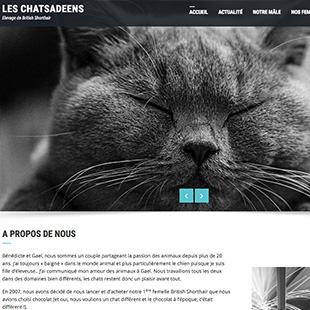 LES CHATSADEENS
Elevage de British Shorthair
ACCUEIL ACTUALITÉ NOTRE MÂLE NOS FEM
A PROPOS DE NOUS
Bénédicte et Gael, nous sommes un couple partageant la passion des animaux depuis plus de 20
ans. J'ai toujours « baigné » dans le monde animal et plus particulièrement le chien puisque je suis
fille d'éleveuse.. J'ai communiqué mon amour des animaux à Gael. Nous travaillons tous les deux
dans des domaines bien différents, les chats restent donc un plaisir avant tout.
En 2007, nous avons décidé de nous lancer et d'acheter notre 1ère femelle British Shorthair que nous
avions choisi chocolat (et oui, nous voulions un chat différent et le chocolat à l'époque, c'était
différent !).